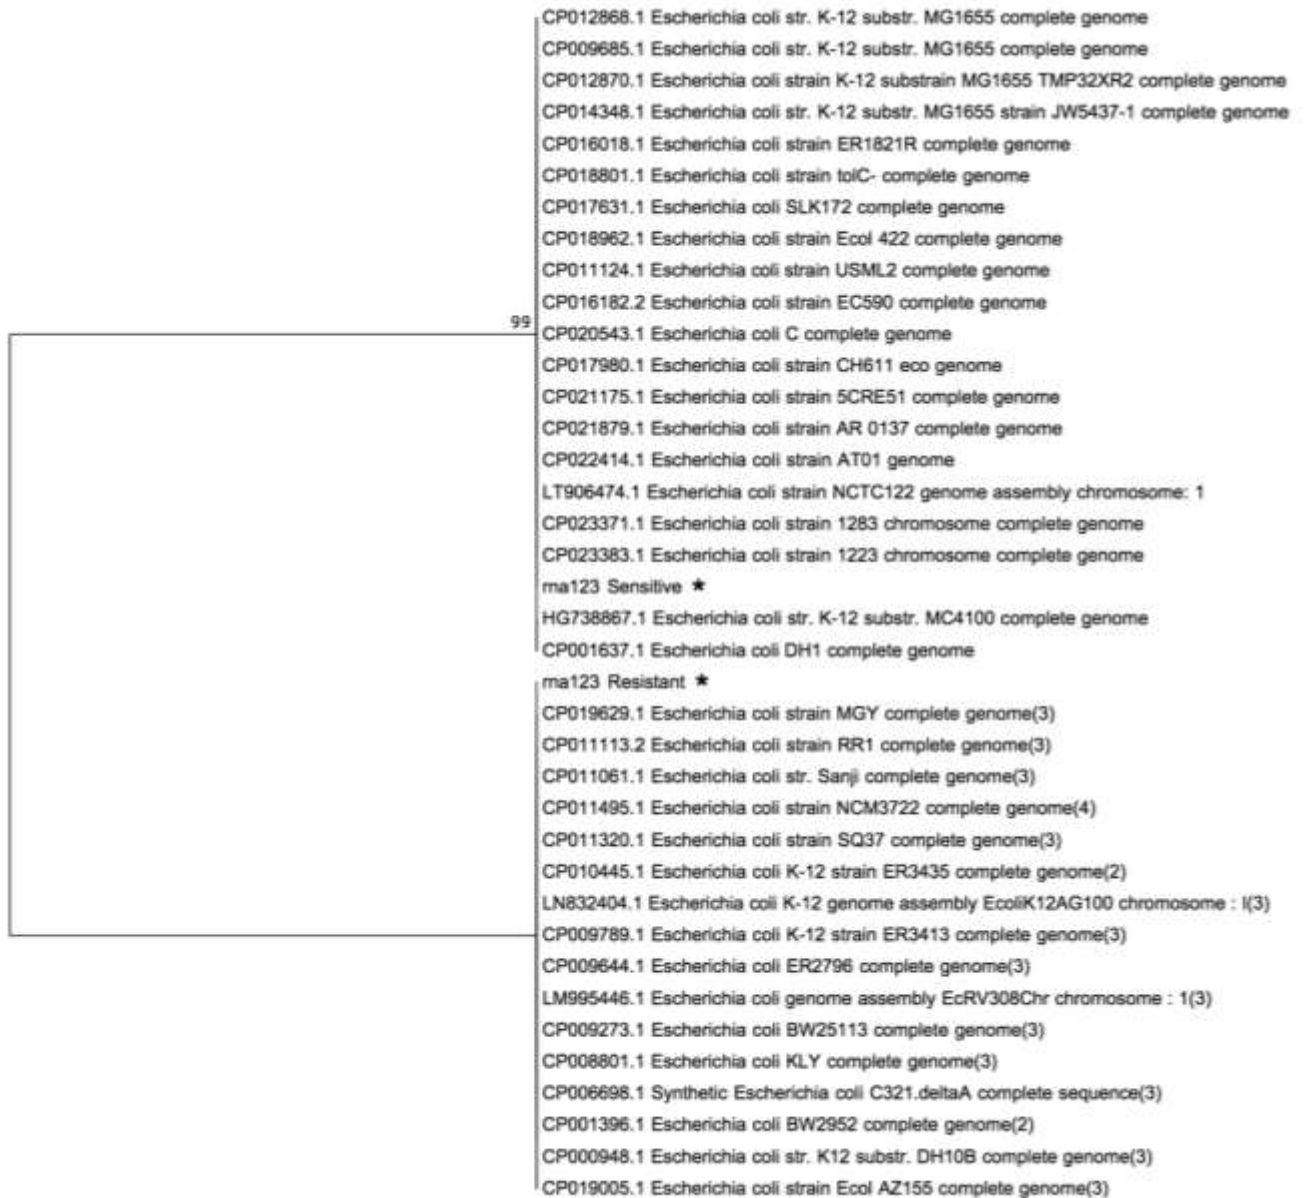 CP012868.1 Escherichia coli str. K-12 substr. MG1655 complete genome
CP009685.1 Escherichia coli str. K-12 substr. MG1655 complete genome
CP012870.1 Escherichia coli strain K-12 substrain MG1655 TMP32XR2 complete genome
CP014348.1 Escherichia coli str. K-12 substr. MG1655 strain JW5437-1 complete genome
CP016018.1 Escherichia coli strain ER1821R complete genome
CP018801.1 Escherichia coli strain tolC- complete genome
CP017631.1 Escherichia coli SLK172 complete genome
CP018962.1 Escherichia coli strain Ecol 422 complete genome
CP011124.1 Escherichia coli strain USML2 complete genome
CP016182.2 Escherichia coli strain EC590 complete genome
99
CP020543.1 Escherichia coli C complete genome
CP017980.1 Escherichia coli strain CH611 eco genome
CP021175.1 Escherichia coli strain 5CRE51 complete genome
CP021879.1 Escherichia coli strain AR 0137 complete genome
CP022414.1 Escherichia coli strain AT01 genome
LT906474.1 Escherichia coli strain NCTC122 genome assembly chromosome: 1
CP023371.1 Escherichia coli strain 1283 chromosome complete genome
CP023383.1 Escherichia coli strain 1223 chromosome complete genome
rna123 Sensitive ★
HG738867.1 Escherichia coli str. K-12 substr. MC4100 complete genome
CP001637.1 Escherichia coli DH1 complete genome
rna123 Resistant ★
CP019629.1 Escherichia coli strain MGY complete genome(3)
CP011113.2 Escherichia coli strain RR1 complete genome(3)
CP011061.1 Escherichia coli str. Sanji complete genome(3)
CP011495.1 Escherichia coli strain NCM3722 complete genome(4)
CP011320.1 Escherichia coli strain SQ37 complete genome(3)
CP010445.1 Escherichia coli K-12 strain ER3435 complete genome(2)
LN832404.1 Escherichia coli K-12 genome assembly EcoliK12AG100 chromosome : I(3)
CP009789.1 Escherichia coli K-12 strain ER3413 complete genome(3)
CP009644.1 Escherichia coli ER2796 complete genome(3)
LM995446.1 Escherichia coli genome assembly EcRV308Chr chromosome : 1(3)
CP009273.1 Escherichia coli BW25113 complete genome(3)
CP008801.1 Escherichia coli KLY complete genome(3)
CP006698.1 Synthetic Escherichia coli C321.deltaA complete sequence(3)
CP001396.1 Escherichia coli BW2952 complete genome(2)
CP000948.1 Escherichia coli str. K12 substr. DH10B complete genome(3)
CP019005.1 Escherichia coli strain Ecol AZ155 complete genome(3)